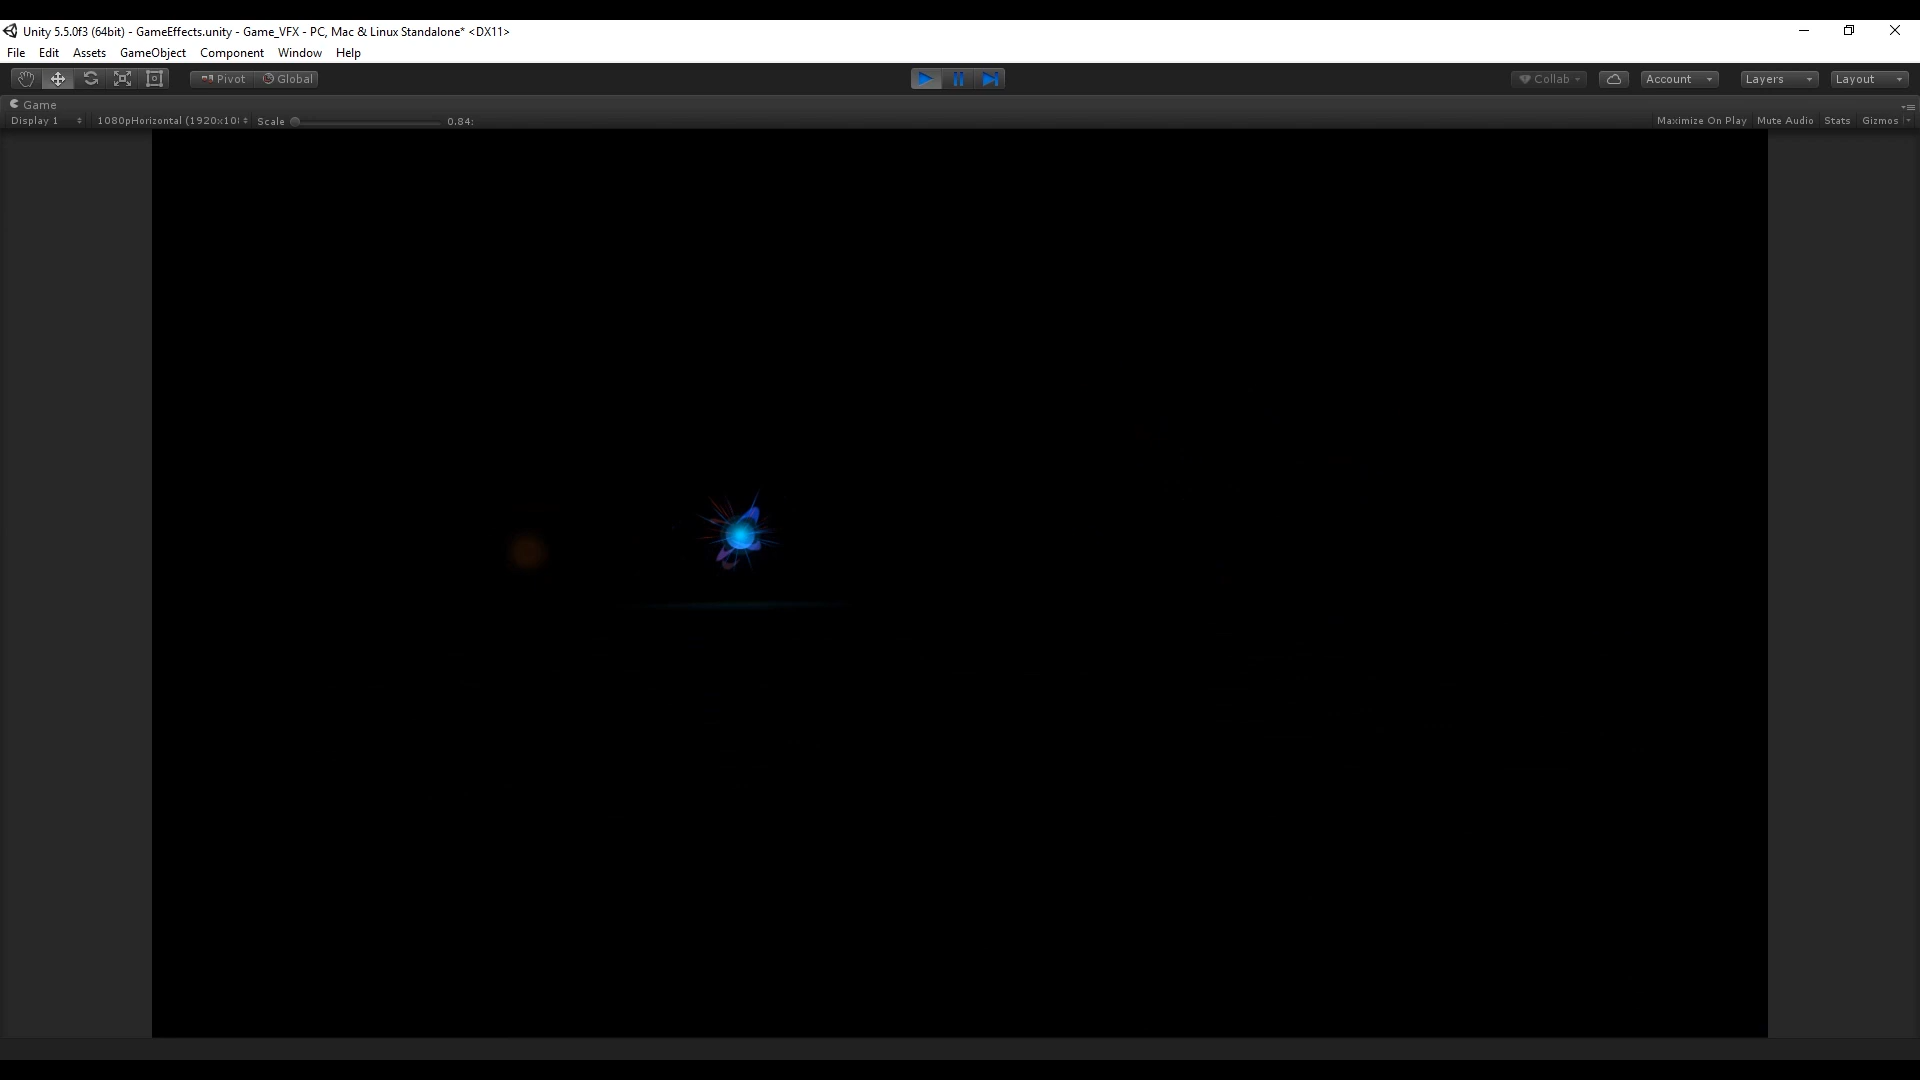 Unity 5.5.0f3 (64bit) - GameEffects.unity - Game_VFX - PC, Mac & Linux Standalone* <DX11>
File Edit Assets GameObject Component Window Help
Pivot Global Collab Account Layers Layout
Game
Display 1 1080pHorizontal (1920x10 Scale 0.84: Maximize On Play Mute Audio Stats Gizmos